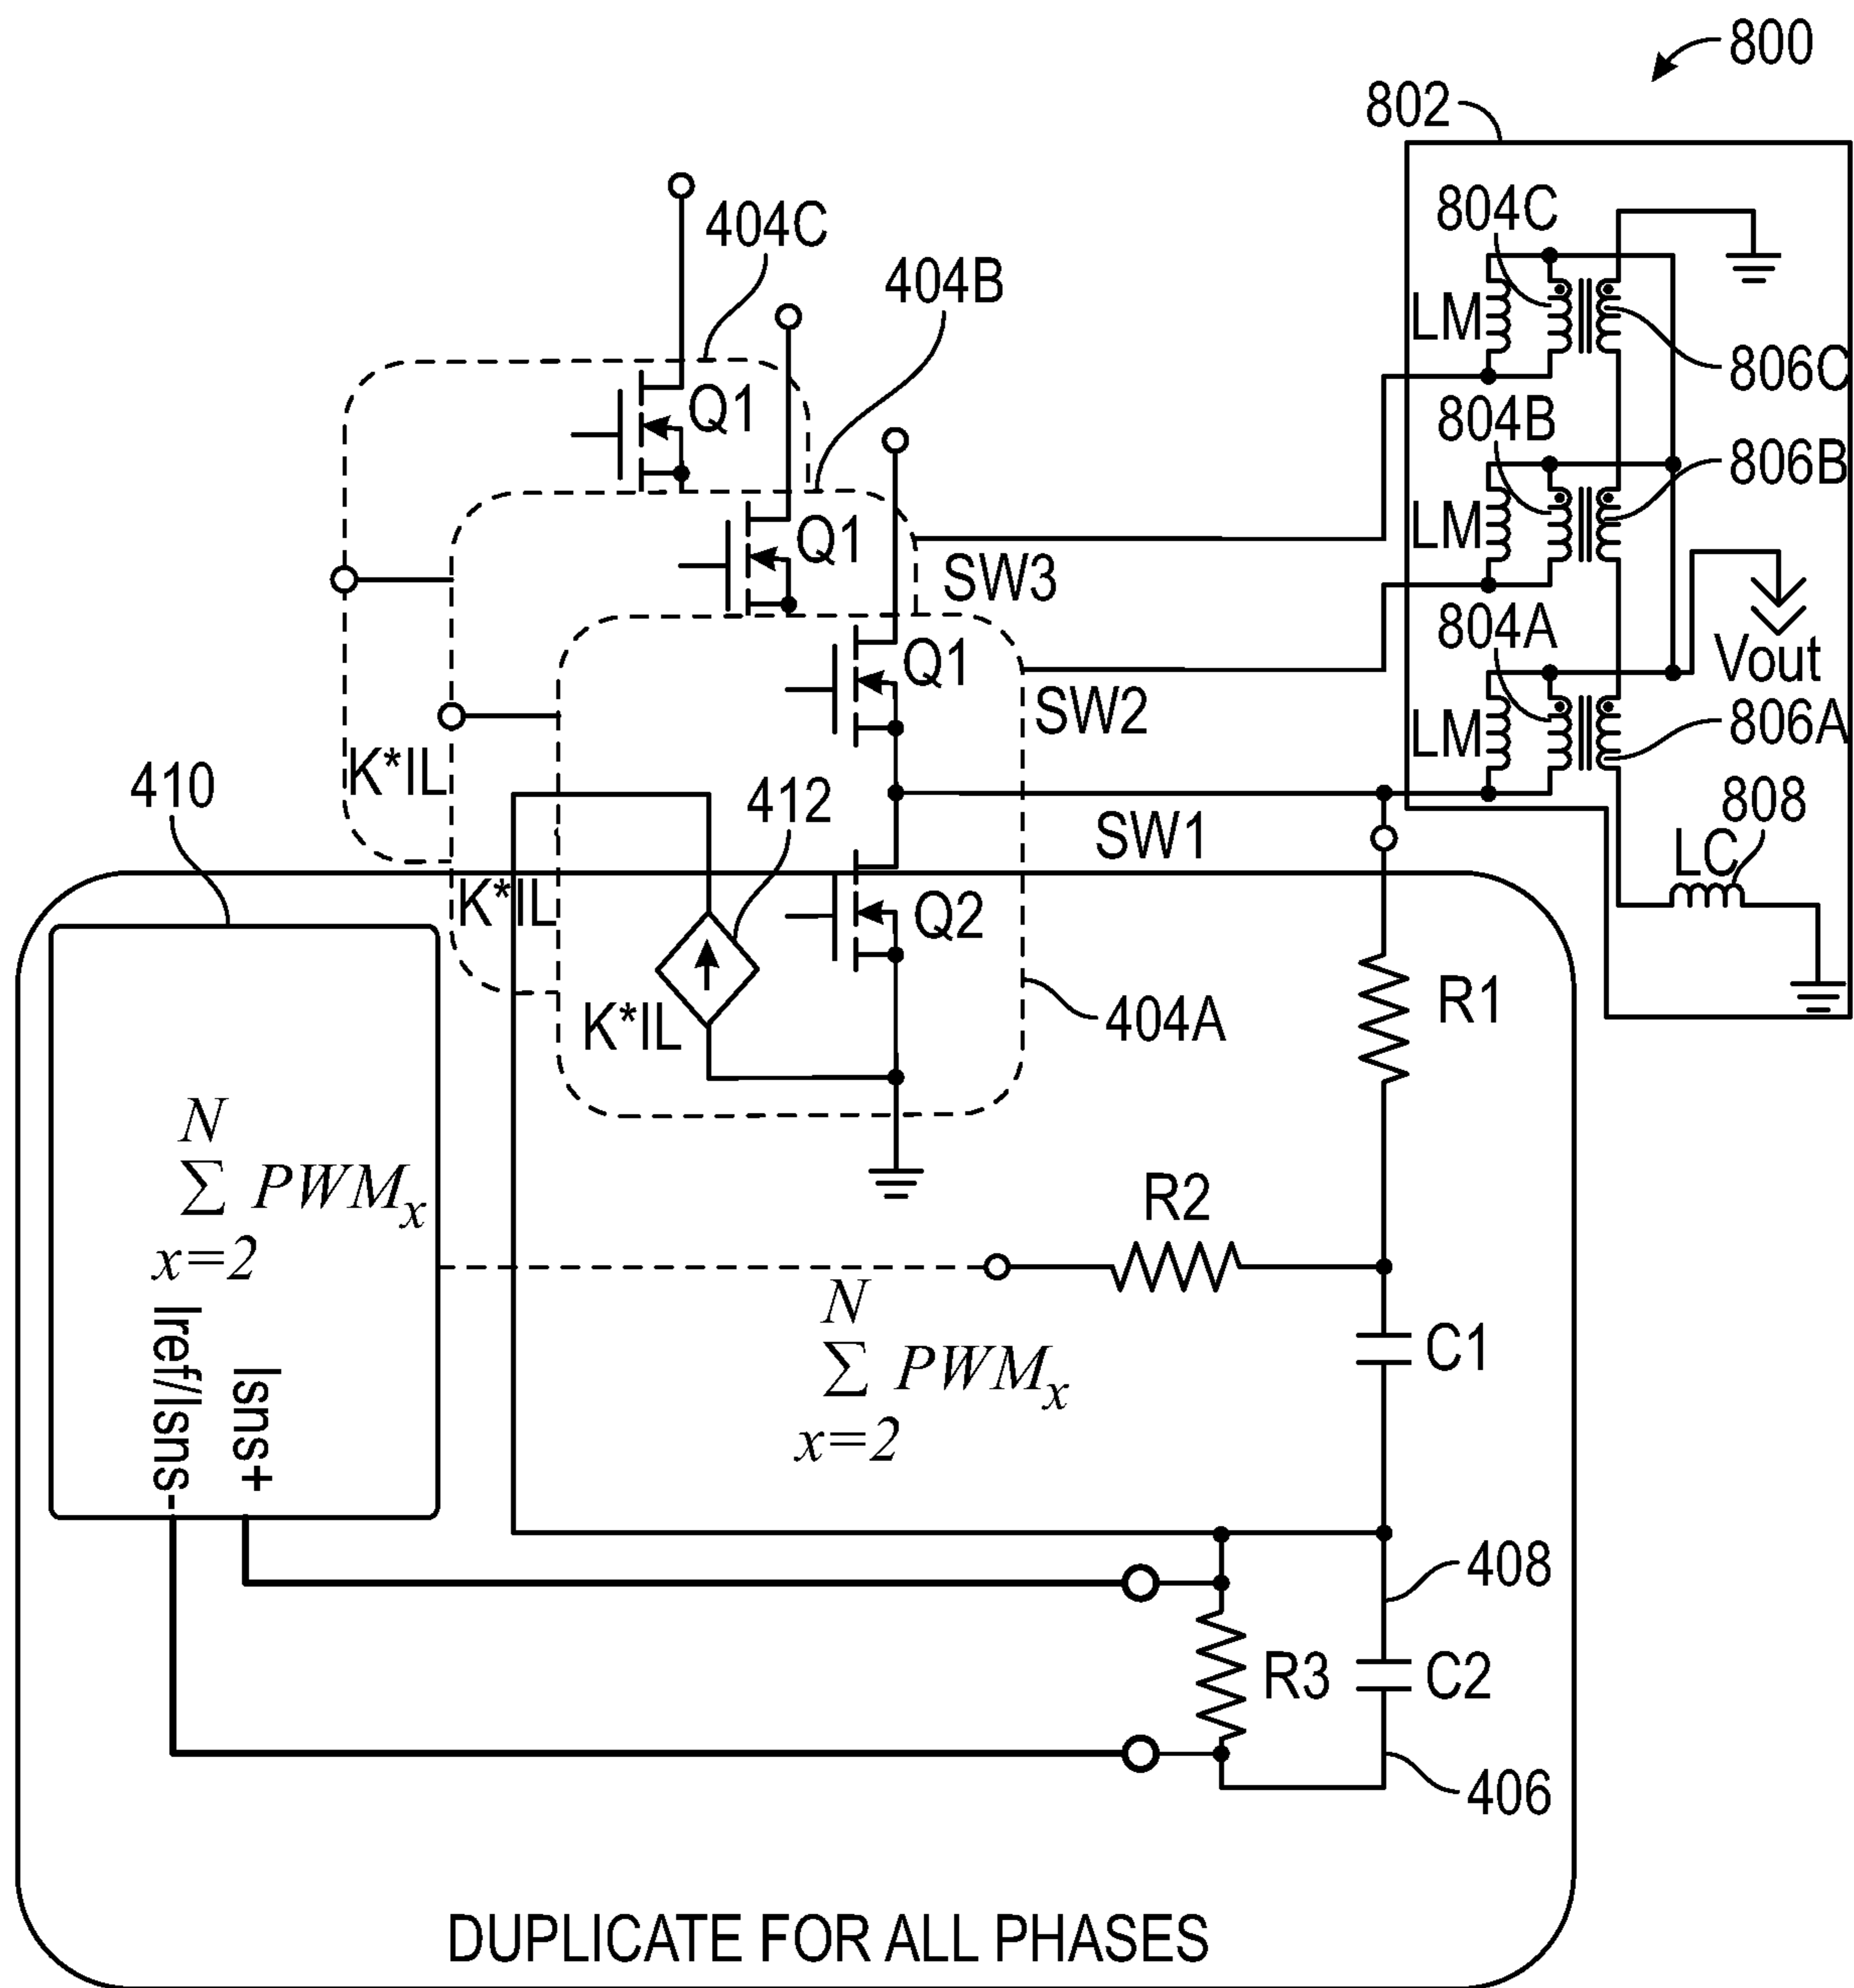 800
802
804C
404C
404B
LM
Q1
806C
804B
806B
Q1
LM
SW3
804A
Vout
Q1
SW2
LM
806A
K*IL
410
412
808
SW1
LC
K*IL
Q2
R1
K*IL
404A
N
∑ PWMx
x=2
R2
N
∑ PWMx
x=2
C1
Iref/Isns-
Isns+
408
R3
C2
406
DUPLICATE FOR ALL PHASES